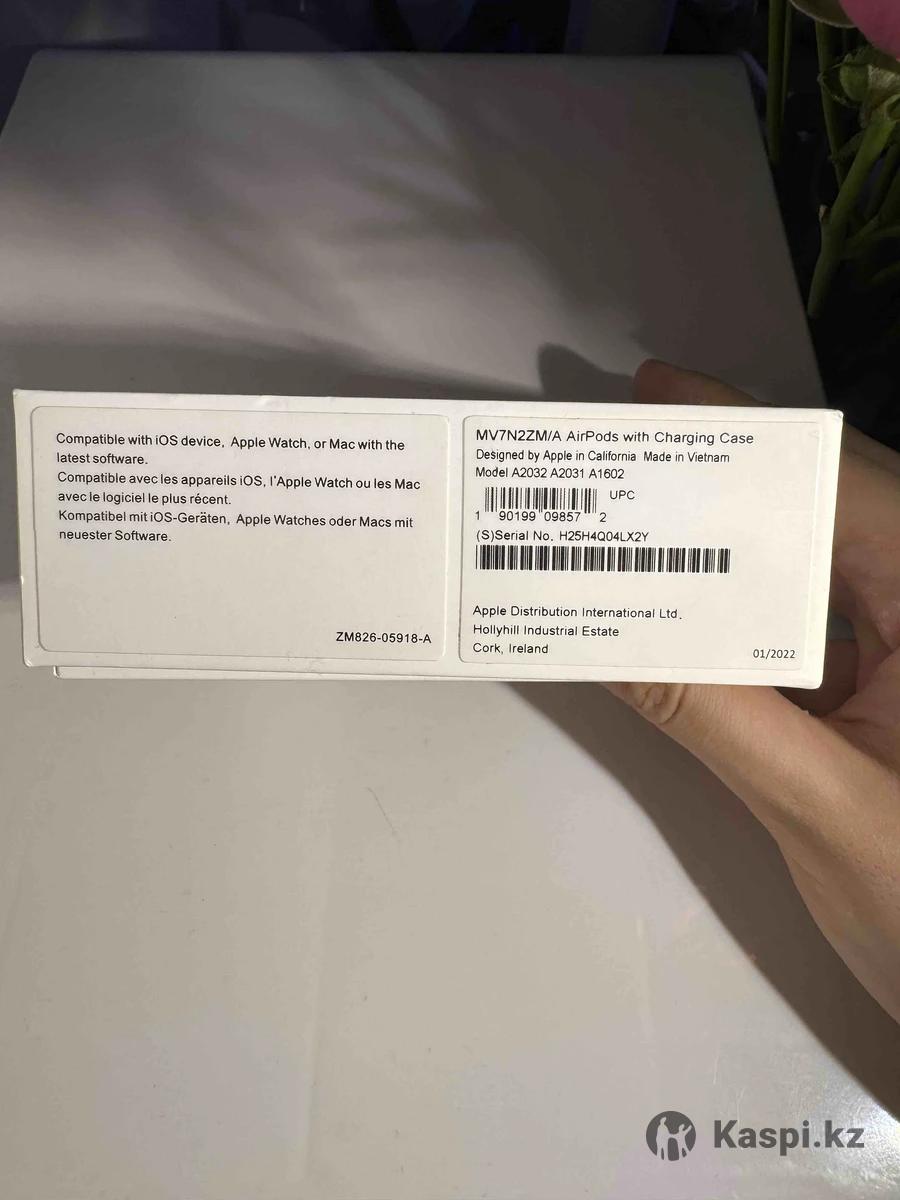 Compatible with iOS device, Apple Watch, or Mac with the
latest software.
Compatible avec les appareils iOS, l'Apple Watch ou les Mac
avec le logiciel le plus récent.
Kompatibel mit iOS-Geräten, Apple Watches oder Macs mit
neuester Software.
ZM826-05918-A
MV7N2ZM/A AirPods with Charging Case
Designed by Apple in California Made in Vietnam
Model A2032 A2031 A1602
UPC
1 90199 09857 2
(S)Serial No. H25H4Q04LX2Y
Apple Distribution International Ltd.
Hollyhill Industrial Estate
Cork, Ireland
01/2022
Kaspi.kz